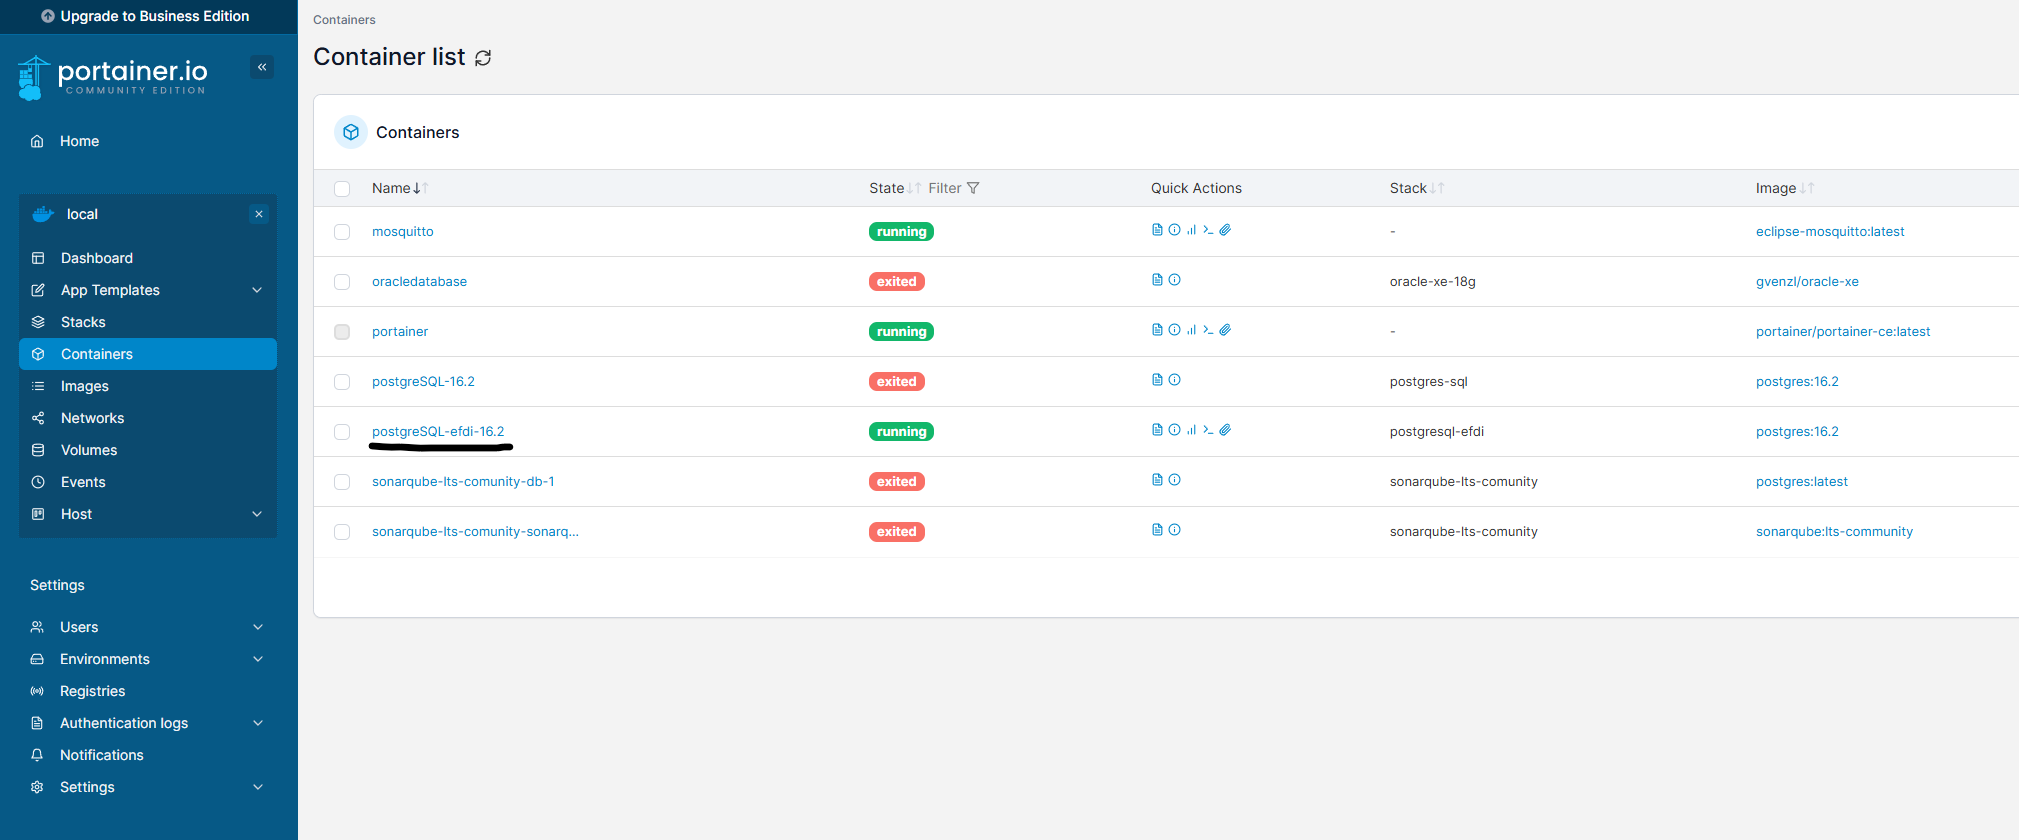 Upgrade to Business Edition
portainer.io
COMMUNITY EDITION
Home
local
Dashboard
App Templates
Stacks
Containers
Images
Networks
Volumes
Events
Host
Settings
Users
Environments
Registries
Authentication logs
Notifications
Settings
Containers
Container list
Containers
Name State Filter Quick Actions Stack Image
mosquitto running - eclipse-mosquitto:latest
oracledatabase exited oracle-xe-18g gvenzl/oracle-xe
portainer running - portainer/portainer-ce:latest
postgreSQL-16.2 exited postgres-sql postgres:16.2
postgreSQL-efdi-16.2 running postgresql-efdi postgres:16.2
sonarqube-lts-comunity-db-1 exited sonarqube-lts-comunity postgres:latest
sonarqube-lts-comunity-sonarq... exited sonarqube-lts-comunity sonarqube:lts-community